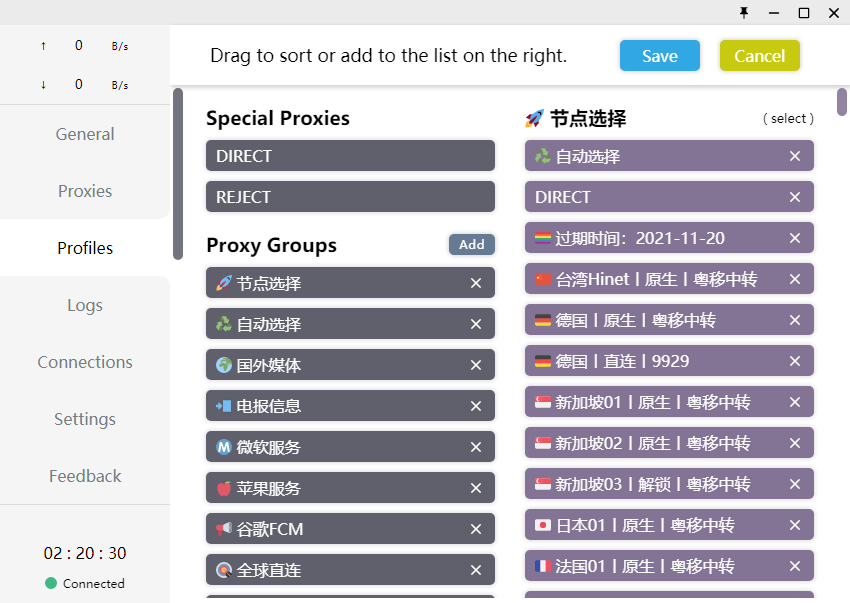 ↑ 0 B/s
↓ 0 B/s
General
Proxies
Profiles
Logs
Connections
Settings
Feedback
02 : 20 : 30
Connected
Drag to sort or add to the list on the right.
Save
Cancel
Special Proxies
DIRECT
REJECT
Proxy Groups
Add
🚀 节点选择
♻️ 自动选择
🌍 国外媒体
📲 电报信息
Ⓜ️ 微软服务
🍎 苹果服务
📢 谷歌FCM
🎯 全球直连
🚀 节点选择
( select )
♻️ 自动选择
DIRECT
🏳️‍🌈 过期时间：2021-11-20
🇨🇳 台湾Hinet丨原生丨粤移中转
🇩🇪 德国丨原生丨粤移中转
🇩🇪 德国丨直连丨9929
🇸🇬 新加坡01丨原生丨粤移中转
🇸🇬 新加坡02丨原生丨粤移中转
🇸🇬 新加坡03丨解锁丨粤移中转
🇯🇵 日本01丨原生丨粤移中转
🇫🇷 法国01丨原生丨粤移中转